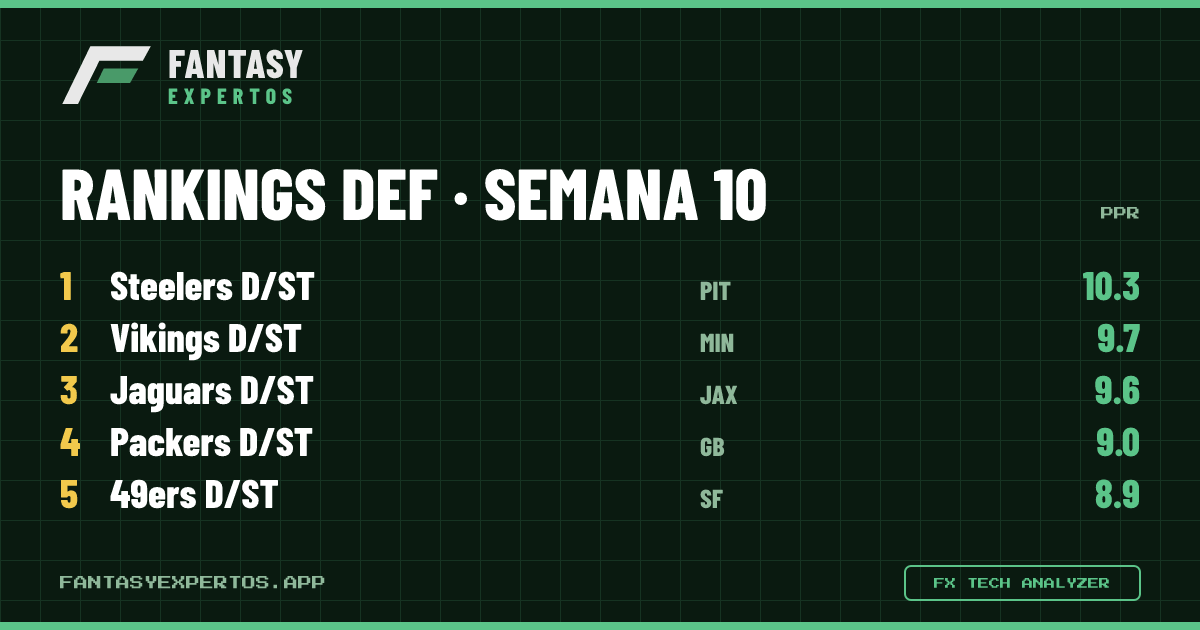 FANTASY
EXPERTOS
RANKINGS DEF · SEMANA 10
PPR
1 Steelers D/ST PIT 10.3
2 Vikings D/ST MIN 9.7
3 Jaguars D/ST JAX 9.6
4 Packers D/ST GB 9.0
5 49ers D/ST SF 8.9
FANTASYEXPERTOS.APP
FX TECH ANALYZER